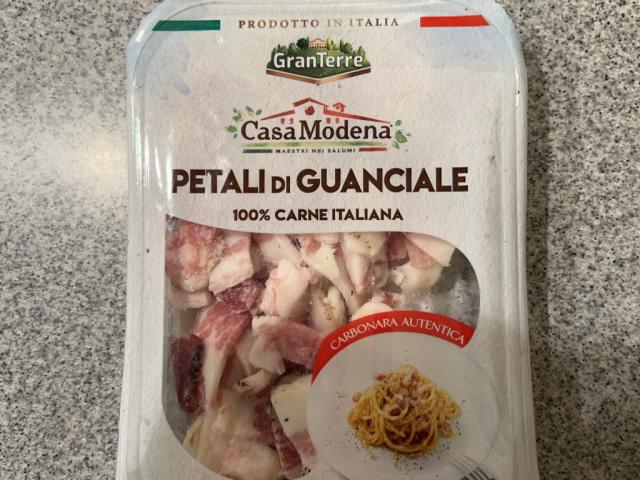 PRODOTTO IN ITALIA
GranTerre
CasaModena
MAESTRI NEI SALUMI
PETALI DI GUANCIALE
100% CARNE ITALIANA
CARBONARA AUTENTICA